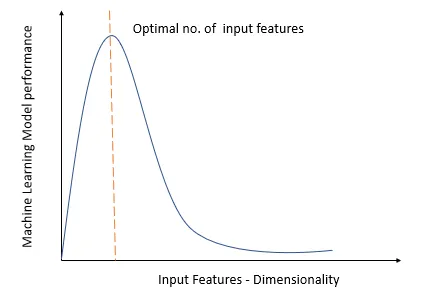 Optimal no. of input features
Machine Learning Model performance
Input Features - Dimensionality